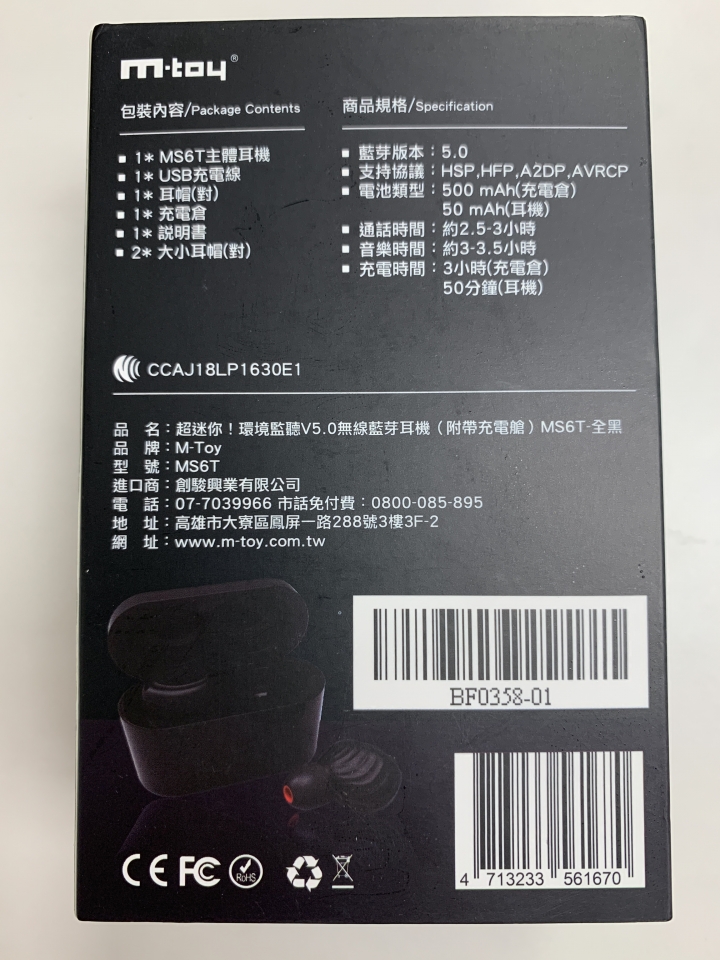 m·toy®
包裝內容/Package Contents
■ 1* MS6T主體耳機
■ 1* USB充電線
■ 1* 耳帽(對)
■ 1* 充電倉
■ 1* 説明書
■ 2* 大小耳帽(對)
商品規格/Specification
■ 藍芽版本：5.0
■ 支持協議：HSP,HFP,A2DP,AVRCP
■ 電池類型：500 mAh(充電倉)
50 mAh(耳機)
■ 通話時間：約2.5-3小時
■ 音樂時間：約3-3.5小時
■ 充電時間：3小時(充電倉)
50分鐘(耳機)
CCAJ18LP1630E1
品 名：超迷你！環境監聽V5.0無線藍芽耳機（附帶充電艙）MS6T-全黑
品 牌：M-Toy
型 號：MS6T
進口商：創駿興業有限公司
電 話：07-7039966 市話免付費：0800-085-895
地 址：高雄市大寮區鳳屏一路288號3樓3F-2
網 址：www.m-toy.com.tw
BF0358-01
CE FC RoHS
4 713233 561670